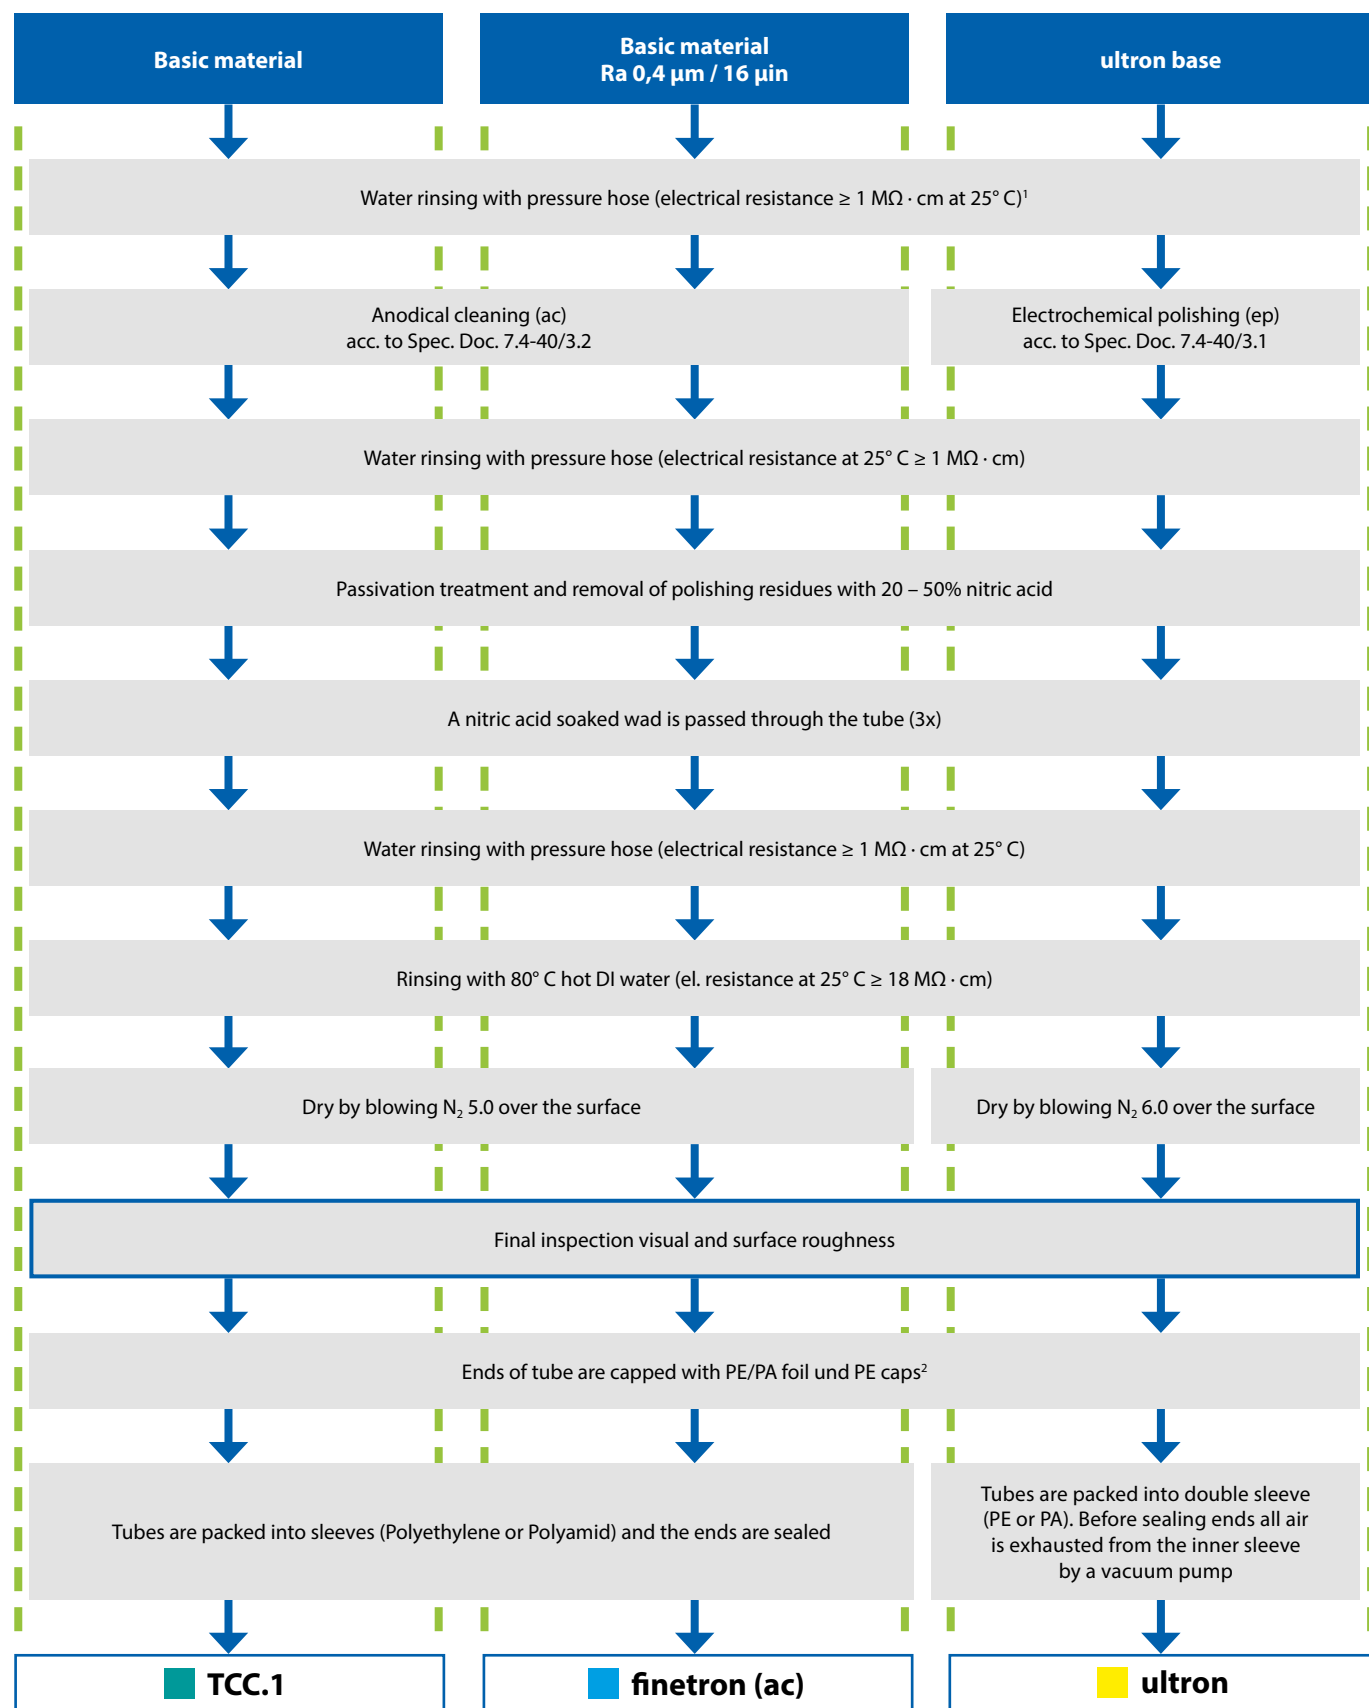 Basic material
Basic material
Ra 0,4 µm / 16 µin
ultron base
Water rinsing with pressure hose (electrical resistance ≥ 1 MΩ · cm at 25° C)¹
Anodical cleaning (ac)
acc. to Spec. Doc. 7.4-40/3.2
Electrochemical polishing (ep)
acc. to Spec. Doc. 7.4-40/3.1
Water rinsing with pressure hose (electrical resistance at 25° C ≥ 1 MΩ · cm)
Passivation treatment and removal of polishing residues with 20 – 50% nitric acid
A nitric acid soaked wad is passed through the tube (3x)
Water rinsing with pressure hose (electrical resistance ≥ 1 MΩ · cm at 25° C)
Rinsing with 80° C hot DI water (el. resistance at 25° C ≥ 18 MΩ · cm)
Dry by blowing N₂ 5.0 over the surface
Dry by blowing N₂ 6.0 over the surface
Final inspection visual and surface roughness
Ends of tube are capped with PE/PA foil und PE caps²
Tubes are packed into sleeves (Polyethylene or Polyamid) and the ends are sealed
Tubes are packed into double sleeve
(PE or PA). Before sealing ends all air
is exhausted from the inner sleeve
by a vacuum pump
TCC.1
finetron (ac)
ultron